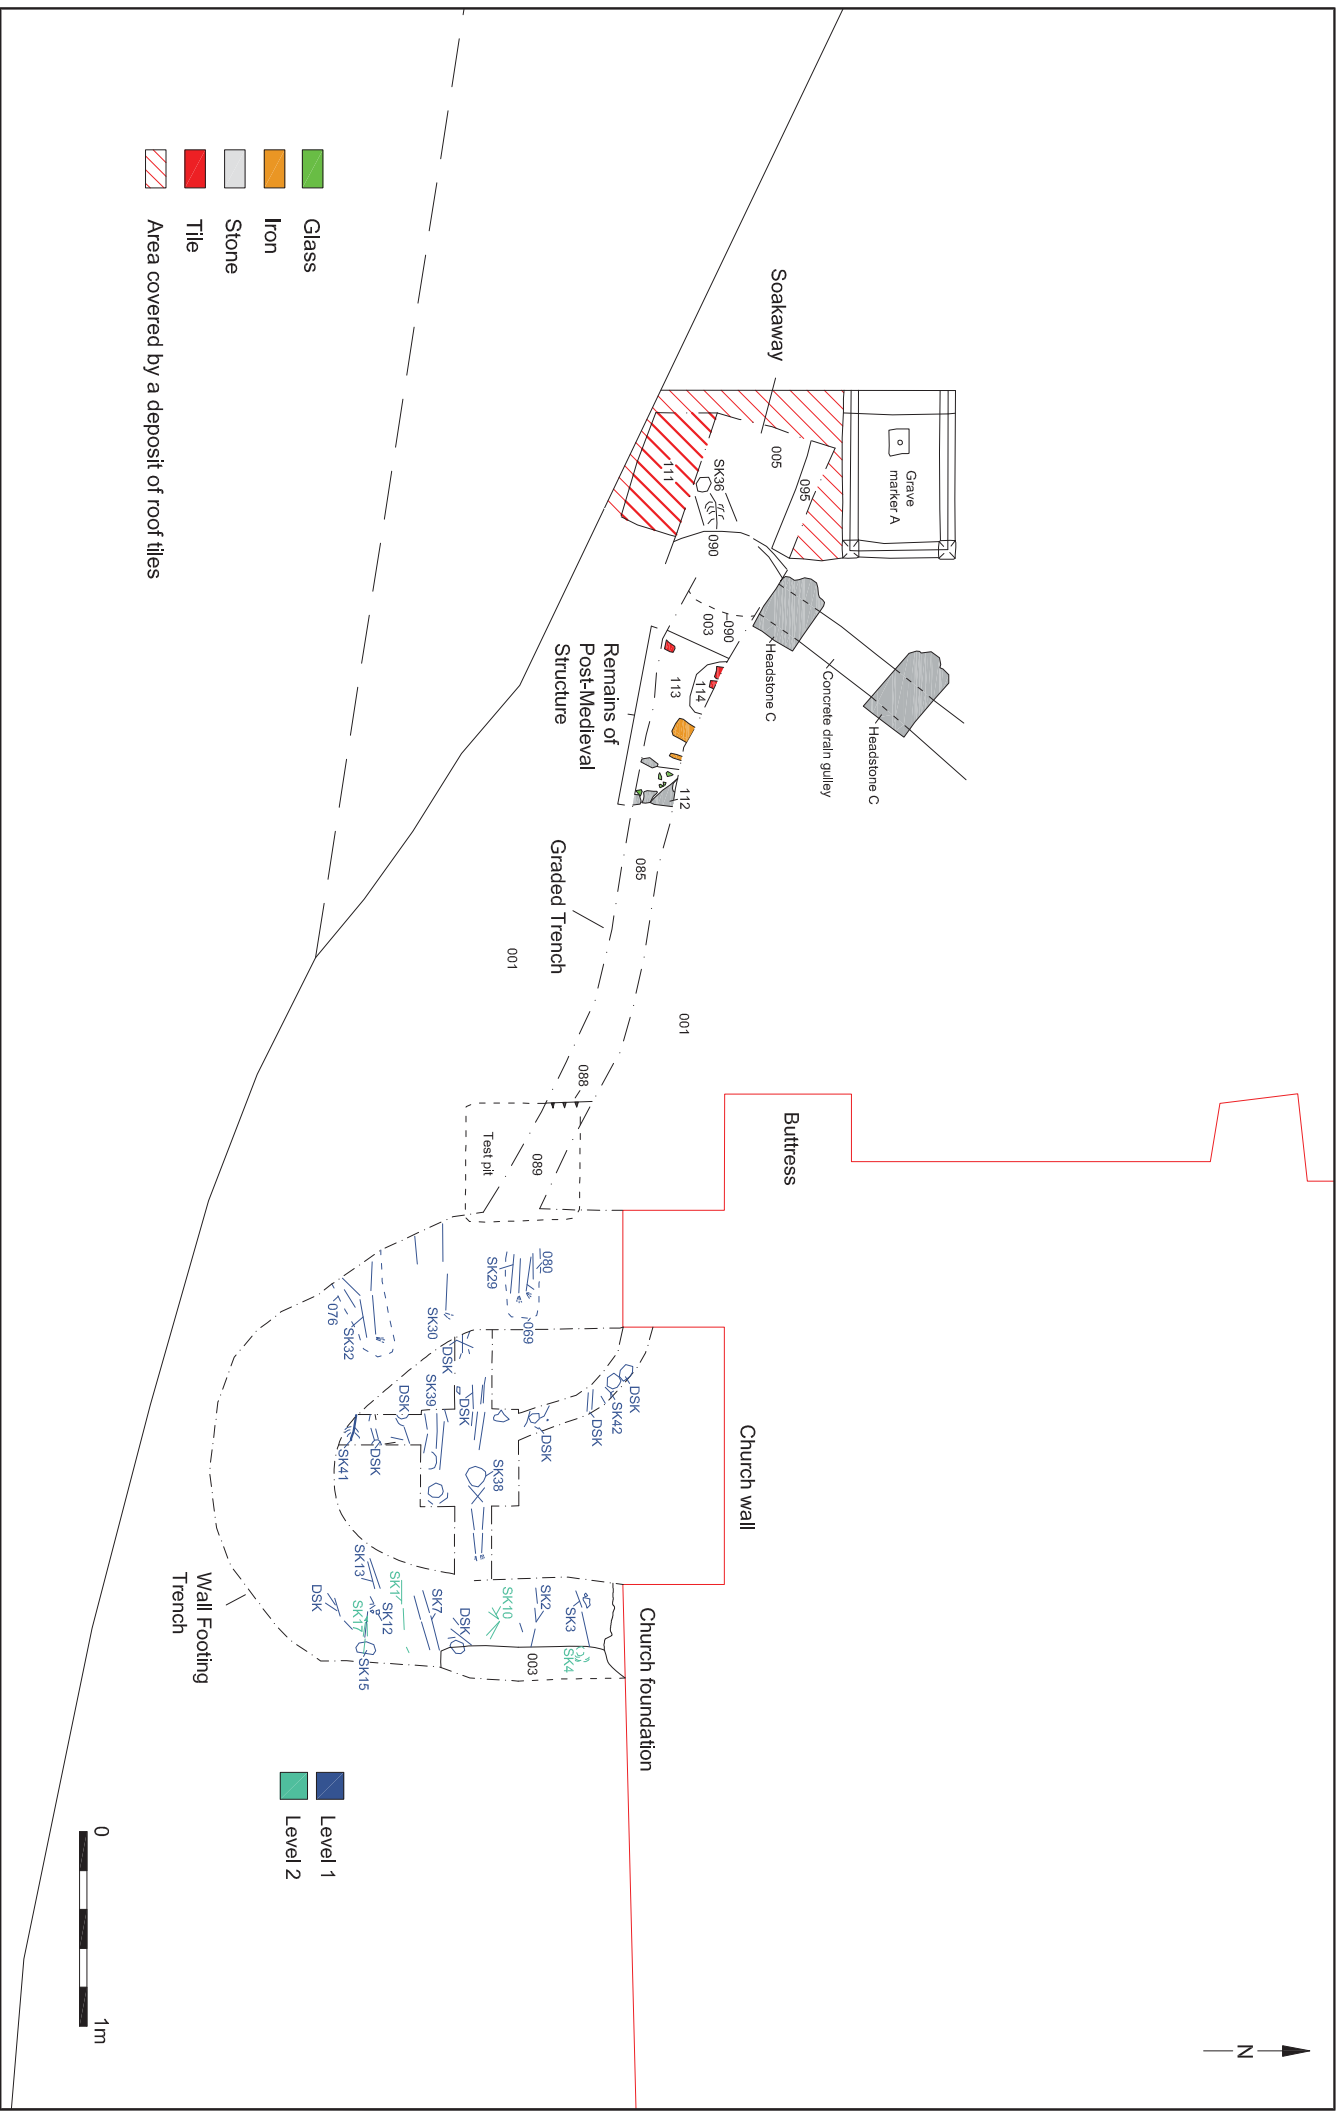 Glass
Iron
Stone
Tile
Area covered by a deposit of roof tiles
Soakaway
Grave
marker A
005
095
SK36
111
090
090
003
Headstone C
Concrete drain gulley
Headstone C
Remains of
Post-Medieval
Structure
113
114
112
085
Graded Trench
001
001
088
Test pit
089
Buttress
080
SK29
069
SK30
076
SK32
DSK
SK39
DSK
DSK
DSK
SK41
DSK
SK42
DSK
DSK
SK38
Church wall
SK13
SK1
SK7
SK12
SK17
DSK
SK15
DSK
SK10
SK2
SK3
SK4
003
Wall Footing
Trench
Church foundation
Level 1
Level 2
0
1m
N